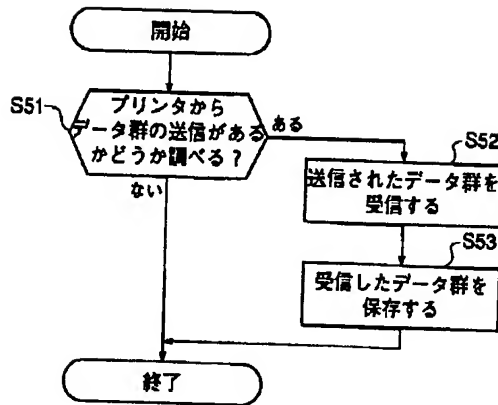 開始
S51
プリンタから
データ群の送信がある
かどうか調べる？
ある
ない
S52
送信されたデータ群を
受信する
S53
受信したデータ群を
保存する
終了